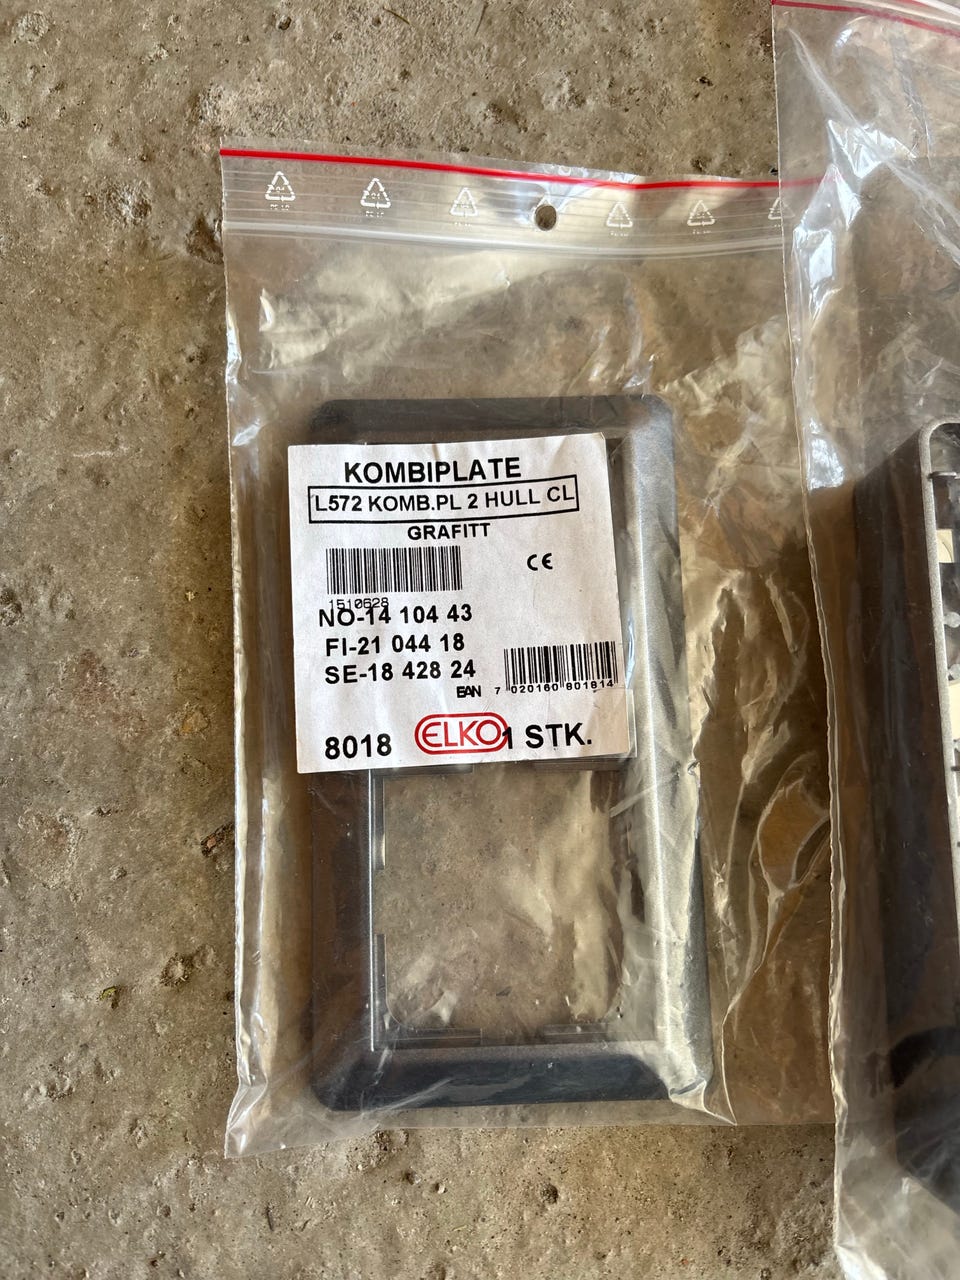 KOMBIPLATE
L572 KOMB.PL 2 HULL CL
GRAFITT
CE
1510628
NO-14 104 43
FI-21 044 18
SE-18 428 24
EAN 7 020160 801814
8018 ELKO 1 STK.